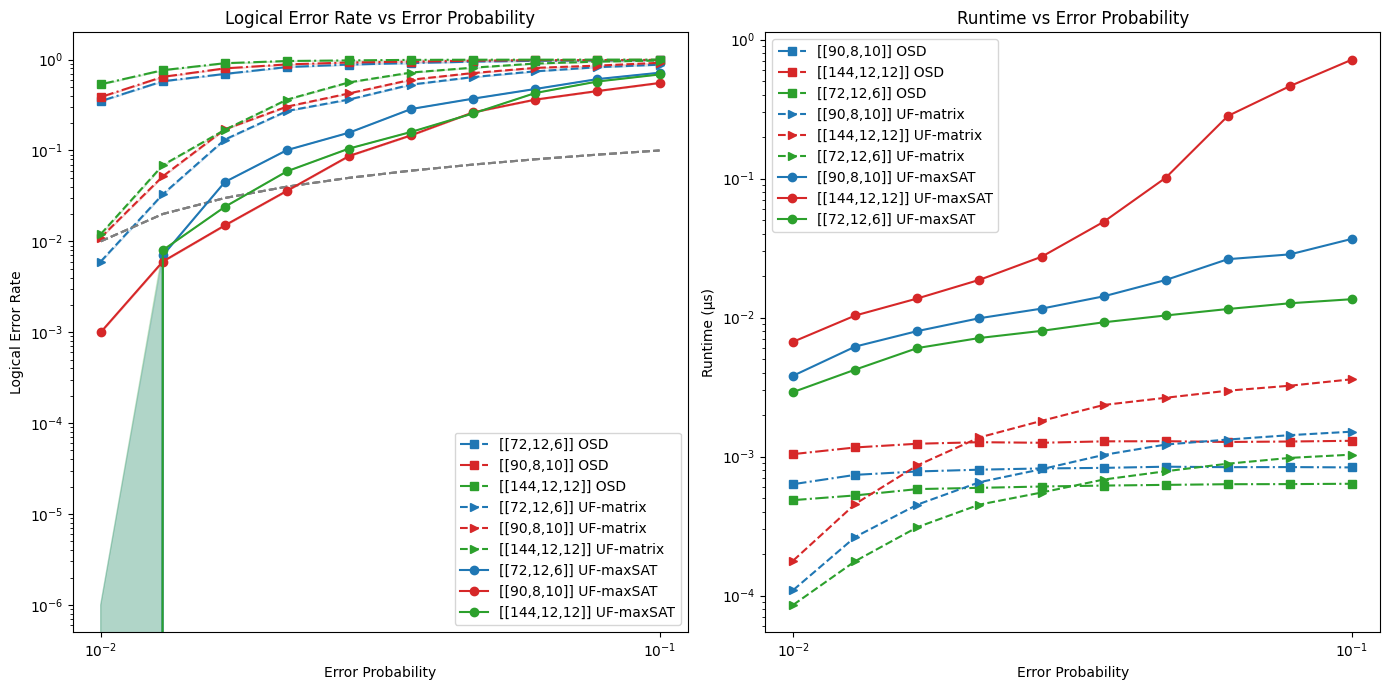 Logical Error Rate vs Error Probability
Logical Error Rate
10^0
10^-1
10^-2
10^-3
10^-4
10^-5
10^-6
[[72,12,6]] OSD
[[90,8,10]] OSD
[[144,12,12]] OSD
[[72,12,6]] UF-matrix
[[90,8,10]] UF-matrix
[[144,12,12]] UF-matrix
[[72,12,6]] UF-maxSAT
[[90,8,10]] UF-maxSAT
[[144,12,12]] UF-maxSAT
10^-2
10^-1
Error Probability
Runtime vs Error Probability
Runtime (μs)
10^0
10^-1
10^-2
10^-3
10^-4
[[90,8,10]] OSD
[[144,12,12]] OSD
[[72,12,6]] OSD
[[90,8,10]] UF-matrix
[[144,12,12]] UF-matrix
[[72,12,6]] UF-matrix
[[90,8,10]] UF-maxSAT
[[144,12,12]] UF-maxSAT
[[72,12,6]] UF-maxSAT
10^-2
10^-1
Error Probability